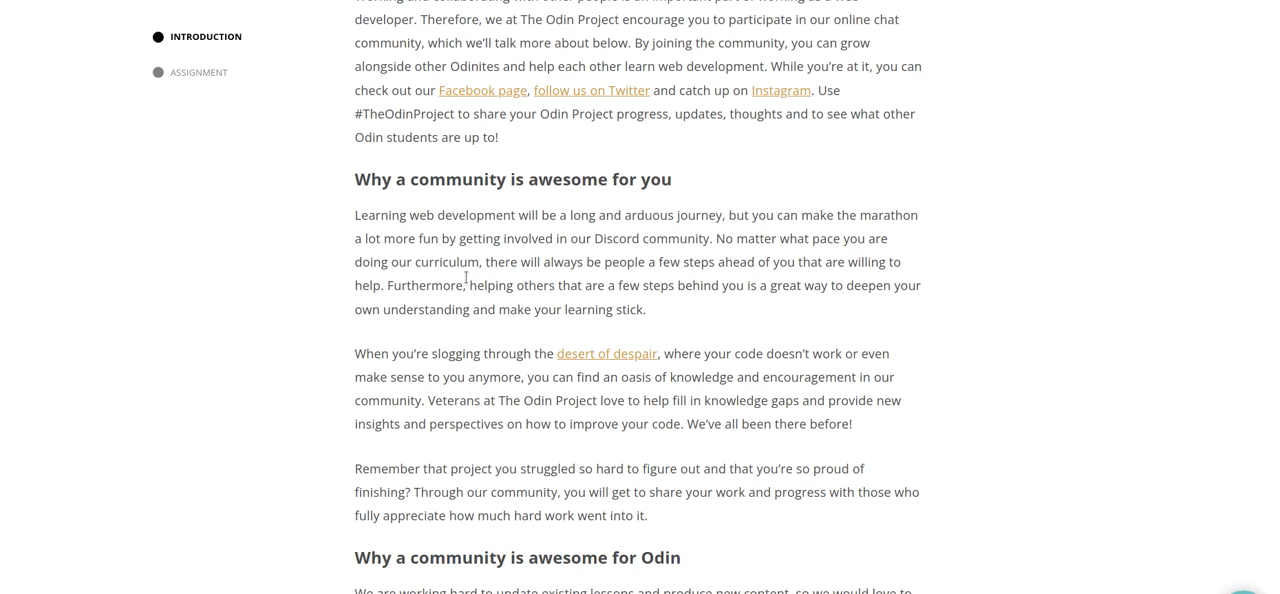 INTRODUCTION
ASSIGNMENT
developer. Therefore, we at The Odin Project encourage you to participate in our online chat
community, which we’ll talk more about below. By joining the community, you can grow
alongside other Odinites and help each other learn web development. While you’re at it, you can
check out our Facebook page, follow us on Twitter and catch up on Instagram. Use
#TheOdinProject to share your Odin Project progress, updates, thoughts and to see what other
Odin students are up to!
Why a community is awesome for you
Learning web development will be a long and arduous journey, but you can make the marathon
a lot more fun by getting involved in our Discord community. No matter what pace you are
doing our curriculum, there will always be people a few steps ahead of you that are willing to
help. Furthermore, helping others that are a few steps behind you is a great way to deepen your
own understanding and make your learning stick.
When you’re slogging through the desert of despair, where your code doesn’t work or even
make sense to you anymore, you can find an oasis of knowledge and encouragement in our
community. Veterans at The Odin Project love to help fill in knowledge gaps and provide new
insights and perspectives on how to improve your code. We’ve all been there before!
Remember that project you struggled so hard to figure out and that you’re so proud of
finishing? Through our community, you will get to share your work and progress with those who
fully appreciate how much hard work went into it.
Why a community is awesome for Odin
We are working hard to update existing lessons and produce new content, so we would love to